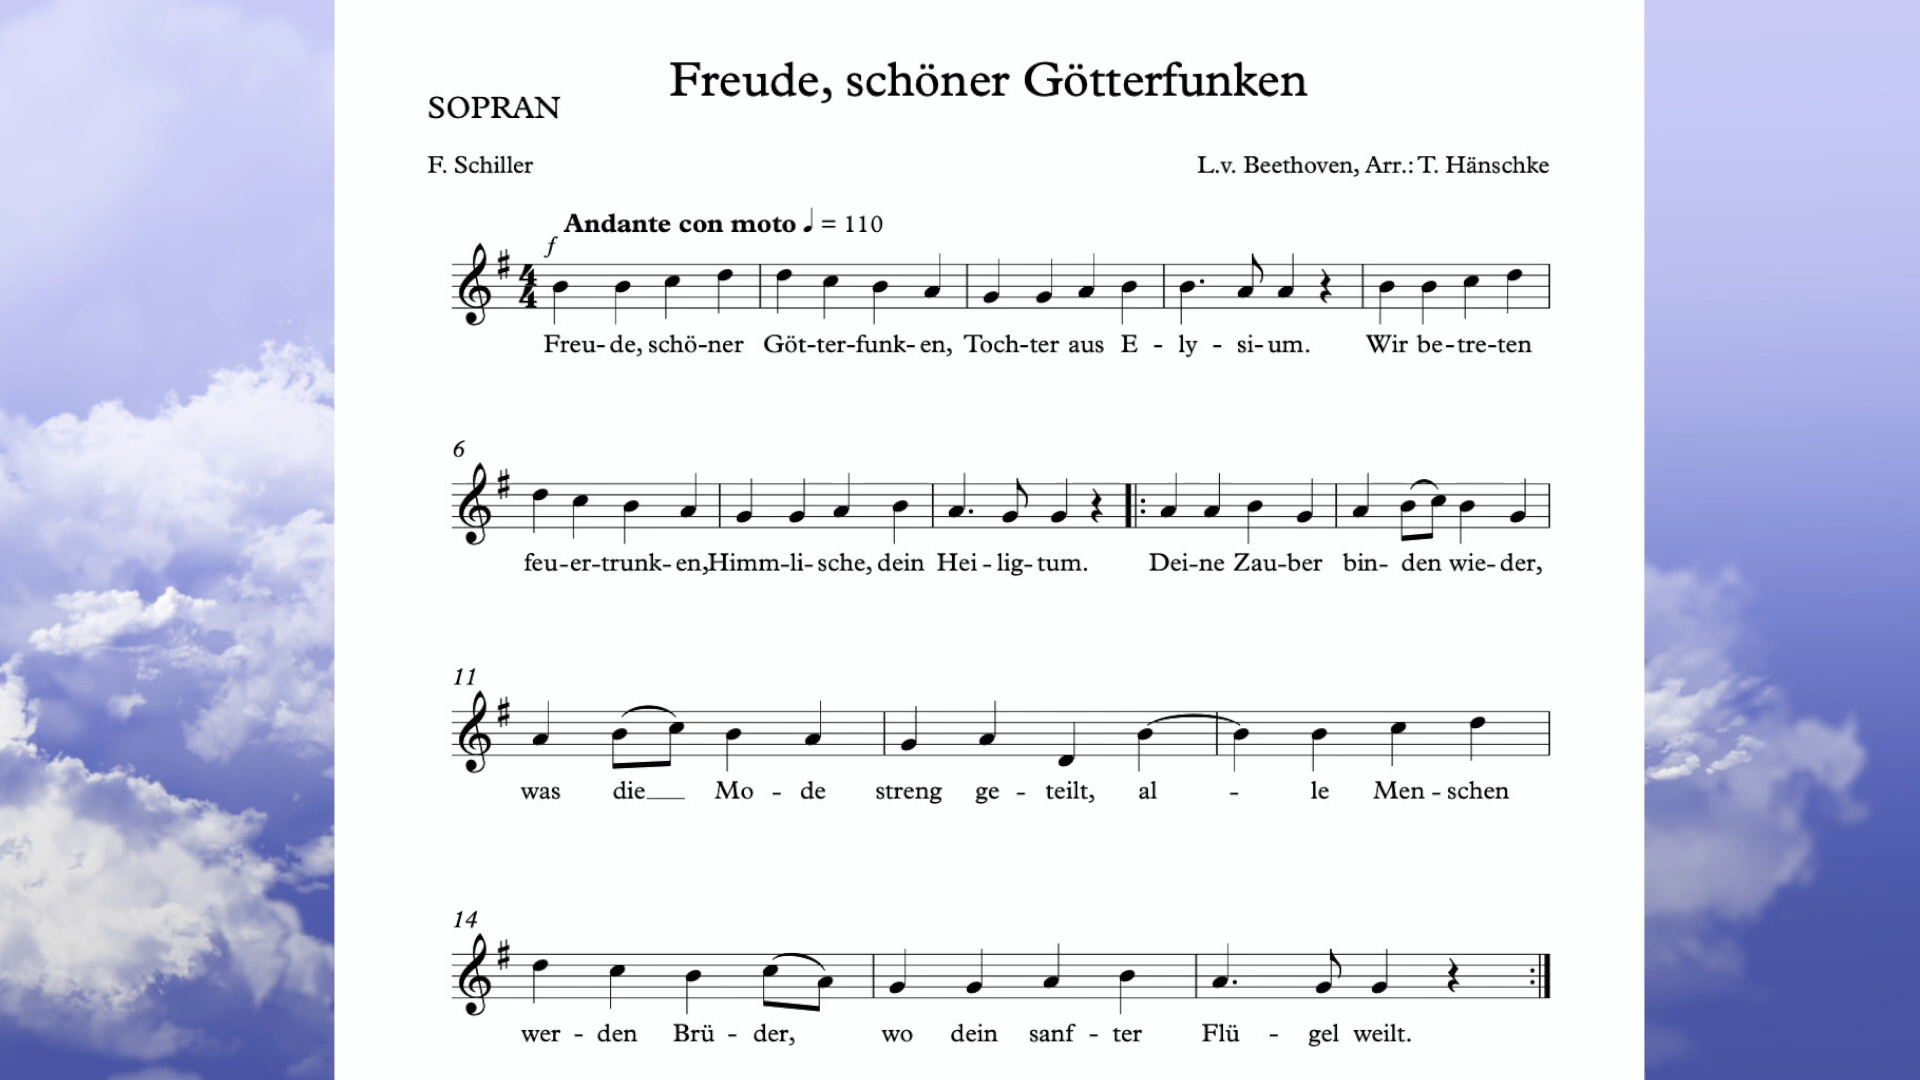 Freude, schöner Götterfunken
SOPRAN
F. Schiller
L.v. Beethoven, Arr.: T. Hänschke
Andante con moto ♩ = 110
f
4
4
Freu- de, schö-ner Göt-ter-funk- en, Toch-ter aus E - ly - si- um. Wir be-tre-ten
6
feu-er-trunk- en, Himm-li- sche, dein Hei - lig- tum. Dei-ne Zau-ber bin- den wie- der,
11
was die__ Mo - de streng ge - teilt, al - le Men - schen
14
wer - den Brü - der, wo dein sanf - ter Flü - gel weilt.